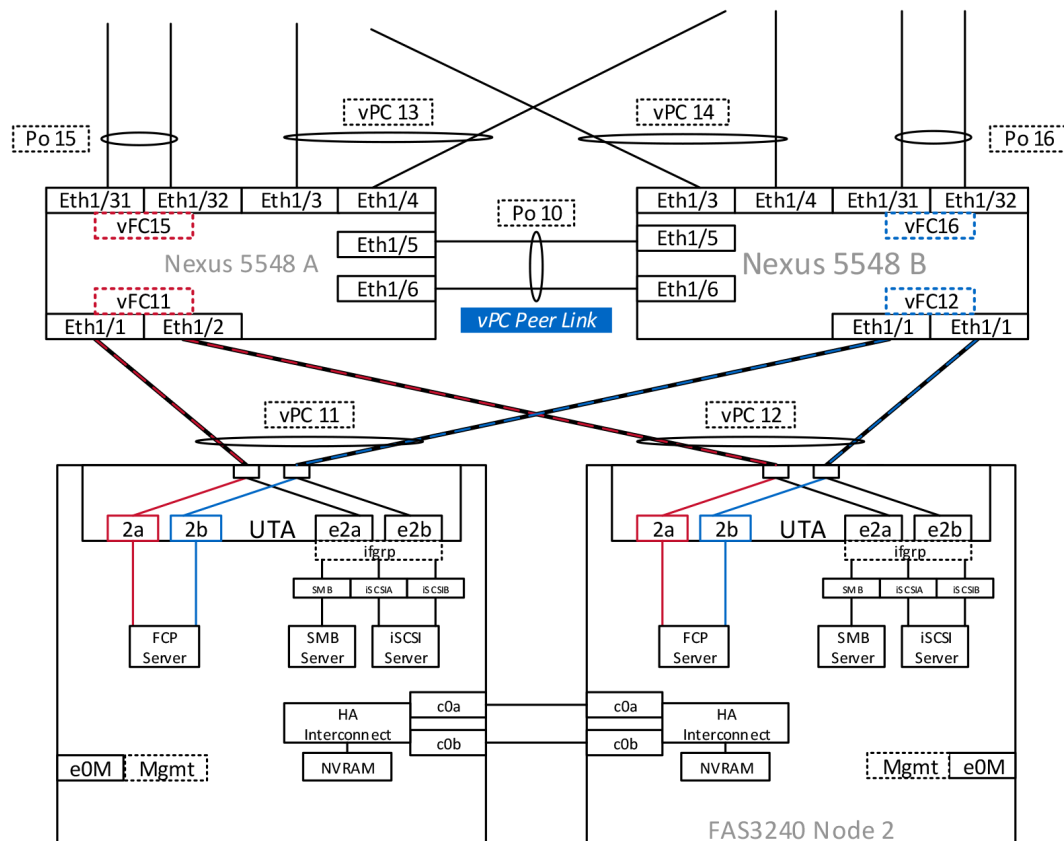 Po 15
vPC 13
vPC 14
Po 16
Eth1/31 Eth1/32 Eth1/3 Eth1/4
Eth1/3 Eth1/4 Eth1/31 Eth1/32
vFC15
Po 10
vFC16
Eth1/5
Eth1/5
Nexus 5548 A
Nexus 5548 B
Eth1/6
Eth1/6
vFC11
vPC Peer Link
vFC12
Eth1/1 Eth1/2
Eth1/1 Eth1/1
vPC 11
vPC 12
2a 2b UTA e2a e2b
ifgrp
SMB iSCSIA iSCSIB
FCP
Server
SMB
Server
iSCSI
Server
c0a
HA
Interconnect
c0b
NVRAM
e0M Mgmt
2a 2b UTA e2a e2b
ifgrp
SMB iSCSIA iSCSIB
FCP
Server
SMB
Server
iSCSI
Server
c0a
HA
Interconnect
c0b
NVRAM
Mgmt e0M
FAS3240 Node 2